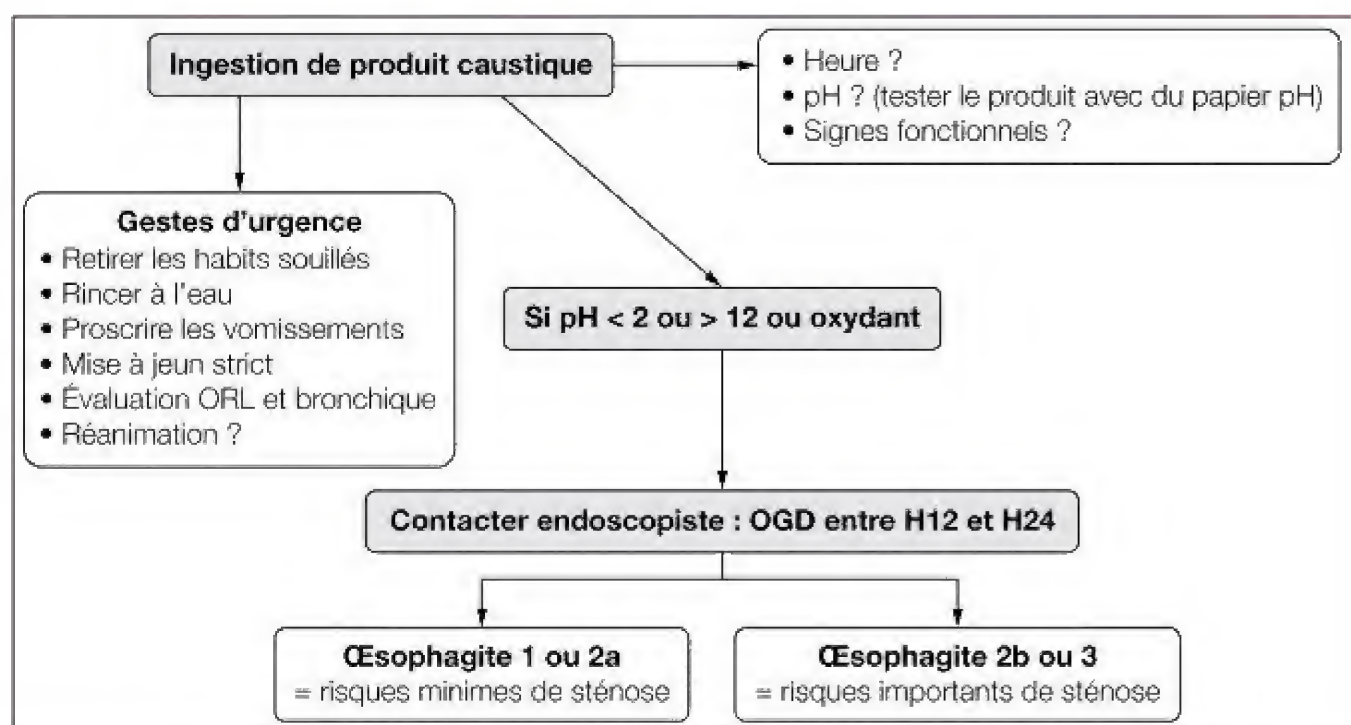 Ingestion de produit caustique
• Heure ?
• pH ? (tester le produit avec du papier pH)
• Signes fonctionnels ?
Gestes d'urgence
• Retirer les habits souillés
• Rincer à l'eau
• Proscrire les vomissements
• Mise à jeun strict
• Évaluation ORL et bronchique
• Réanimation ?
Si pH < 2 ou > 12 ou oxydant
Contacter endoscopiste : OGD entre H12 et H24
Œsophagite 1 ou 2a
= risques minimes de sténose
Œsophagite 2b ou 3
= risques importants de sténose